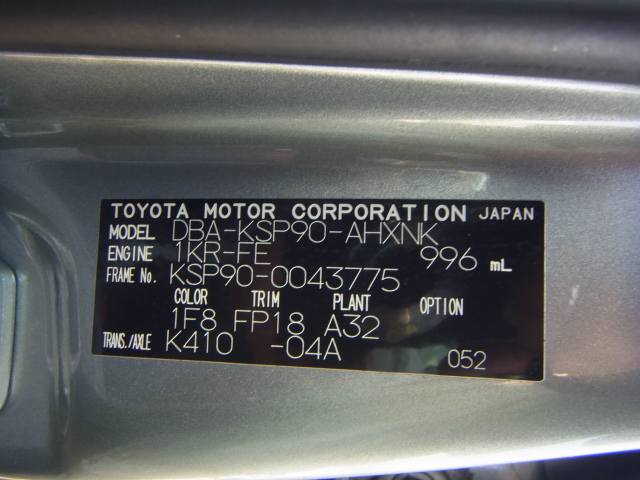 TOYOTA MOTOR CORPORATION JAPAN
MODEL DBA-KSP90-AHXNK
ENGINE 1KR-FE 996 mL
FRAME No. KSP90-0043775
COLOR TRIM PLANT OPTION
1F8 FP18 A32
TRANS./AXLE K410 -04A 052